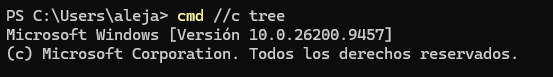 PS C:\Users\aleja> cmd //c tree
Microsoft Windows [Versión 10.0.26200.9457]
(c) Microsoft Corporation. Todos los derechos reservados.